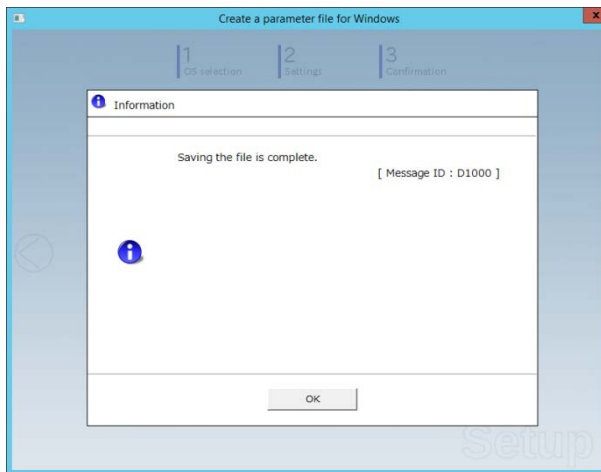 Create a parameter file for Windows
x
1
OS selection
2
Settings
3
Confirmation
Information
Saving the file is complete.
[ Message ID : D1000 ]
OK
Setup